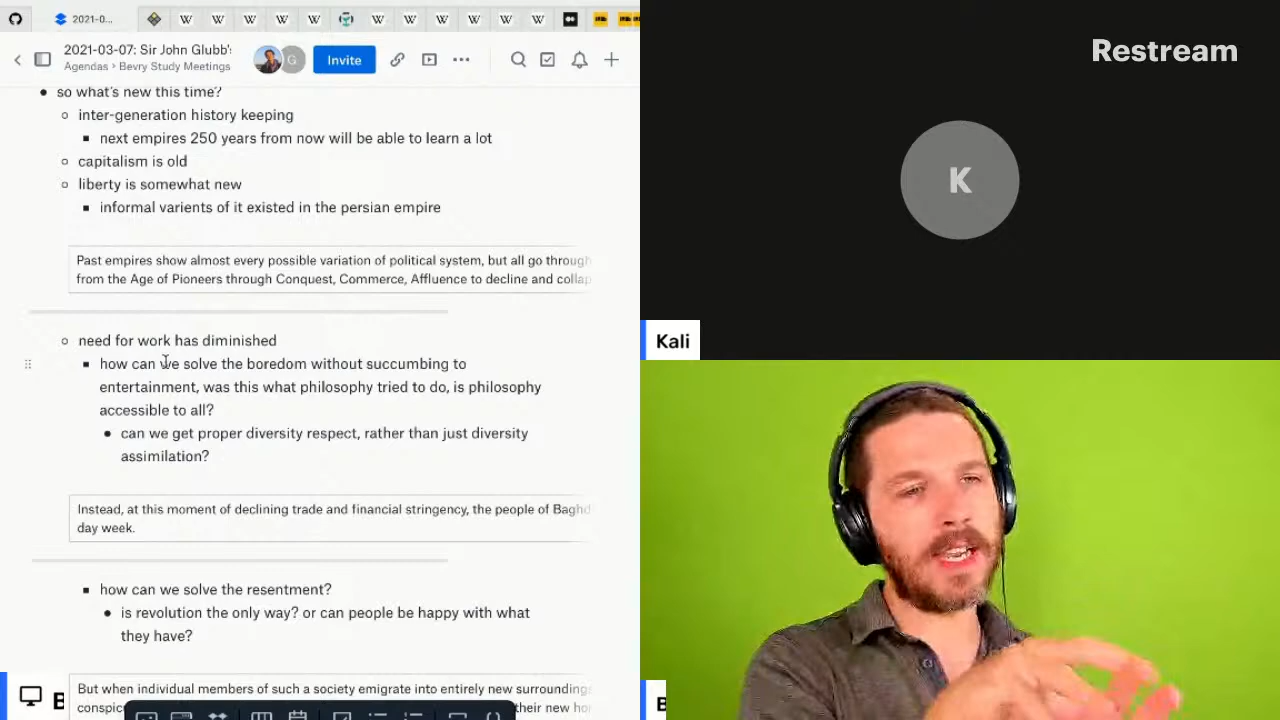 2021-0...
W W W W W W W W W W
2021-03-07: Sir John Glubb':
Agendas > Bevry Study Meetings
G
Invite
so what's new this time?
inter-generation history keeping
next empires 250 years from now will be able to learn a lot
capitalism is old
liberty is somewhat new
informal varients of it existed in the persian empire
Past empires show almost every possible variation of political system, but all go through
from the Age of Pioneers through Conquest, Commerce, Affluence to decline and collap
need for work has diminished
how can we solve the boredom without succumbing to
entertainment, was this what philosophy tried to do, is philosophy
accessible to all?
can we get proper diversity respect, rather than just diversity
assimilation?
Instead, at this moment of declining trade and financial stringency, the people of Baghd
day week.
how can we solve the resentment?
is revolution the only way? or can people be happy with what
they have?
But when individual members of such a society emigrate into entirely new surroundings
conspic
their new ho
B
Restream
K
Kali
B